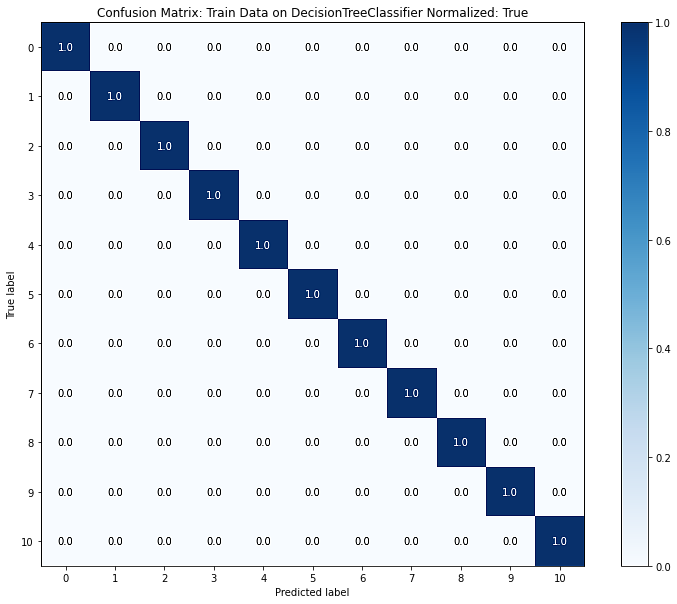 Confusion Matrix: Train Data on DecisionTreeClassifier Normalized: True
0 1.0 0.0 0.0 0.0 0.0 0.0 0.0 0.0 0.0 0.0 0.0
1 0.0 1.0 0.0 0.0 0.0 0.0 0.0 0.0 0.0 0.0 0.0
2 0.0 0.0 1.0 0.0 0.0 0.0 0.0 0.0 0.0 0.0 0.0
3 0.0 0.0 0.0 1.0 0.0 0.0 0.0 0.0 0.0 0.0 0.0
4 0.0 0.0 0.0 0.0 1.0 0.0 0.0 0.0 0.0 0.0 0.0
5 0.0 0.0 0.0 0.0 0.0 1.0 0.0 0.0 0.0 0.0 0.0
6 0.0 0.0 0.0 0.0 0.0 0.0 1.0 0.0 0.0 0.0 0.0
7 0.0 0.0 0.0 0.0 0.0 0.0 0.0 1.0 0.0 0.0 0.0
8 0.0 0.0 0.0 0.0 0.0 0.0 0.0 0.0 1.0 0.0 0.0
9 0.0 0.0 0.0 0.0 0.0 0.0 0.0 0.0 0.0 1.0 0.0
10 0.0 0.0 0.0 0.0 0.0 0.0 0.0 0.0 0.0 0.0 1.0
0 1 2 3 4 5 6 7 8 9 10
Predicted label
True label
1.0
0.8
0.6
0.4
0.2
0.0